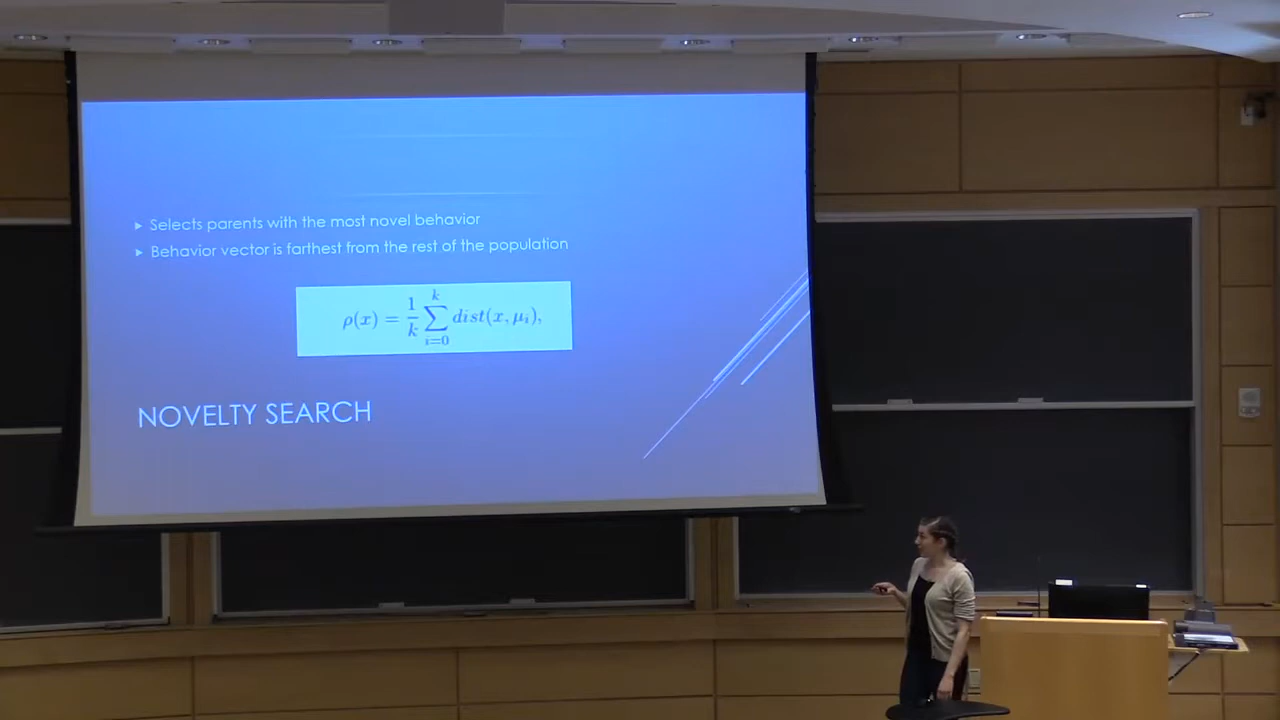 Selects parents with the most novel behavior
Behavior vector is farthest from the rest of the population
ρ(x) = 1/k ∑_{i=0}^{k} dist(x, μ_i),
NOVELTY SEARCH